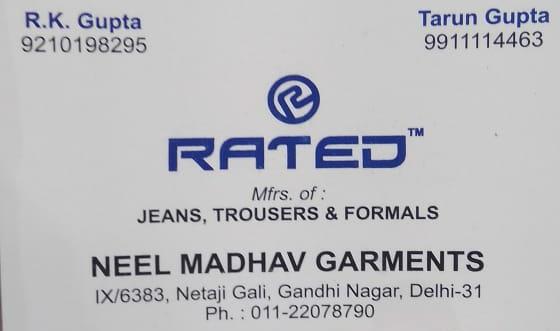 R.K. Gupta
9210198295
Tarun Gupta
9911114463
RATED™
Mfrs. of :
JEANS, TROUSERS & FORMALS
NEEL MADHAV GARMENTS
IX/6383, Netaji Gali, Gandhi Nagar, Delhi-31
Ph. : 011-22078790